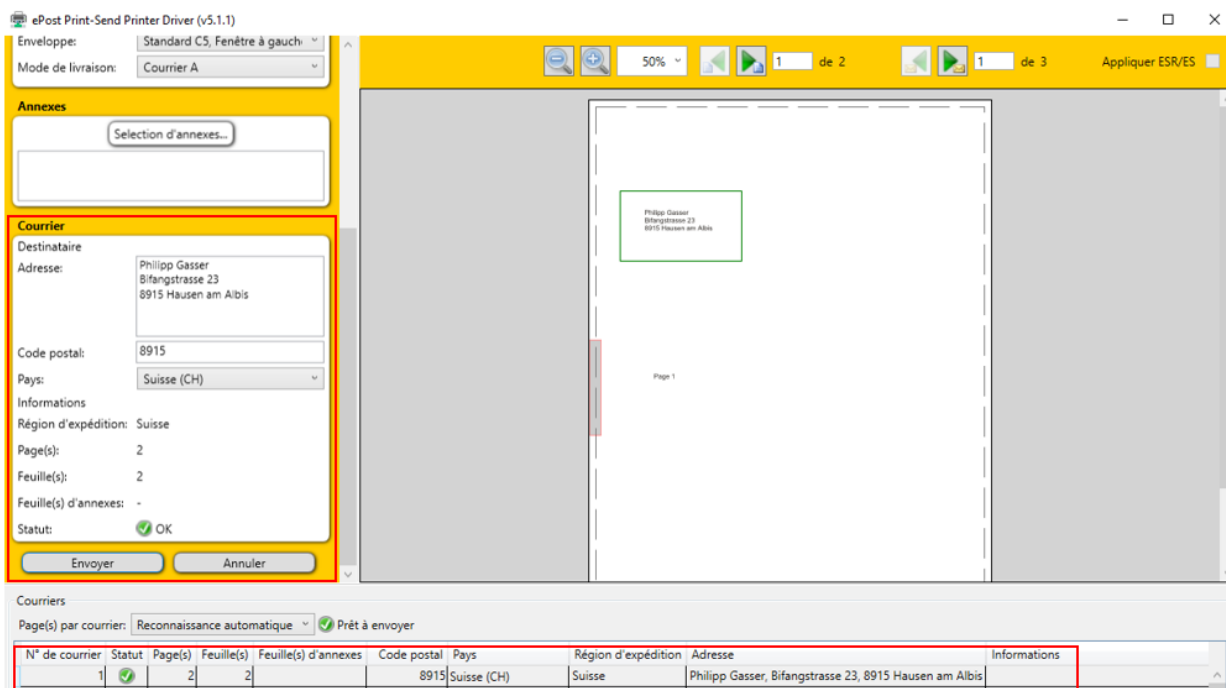 ePost Print-Send Printer Driver (v5.1.1)
Enveloppe: Standard C5, Fenêtre à gauch
Mode de livraison: Courrier A
50% 1 de 2 1 de 3 Appliquer ESR/ES
Annexes
Selection d'annexes...
Courrier
Destinataire
Adresse: Philipp Gasser
Bifangstrasse 23
8915 Hausen am Albis
Code postal: 8915
Pays: Suisse (CH)
Informations
Région d'expédition: Suisse
Page(s): 2
Feuille(s): 2
Feuille(s) d'annexes: -
Statut: OK
Envoyer Annuler
Philipp Gasser
Bifangstrasse 23
8915 Hausen am Albis
Page 1
Courriers
Page(s) par courrier: Reconnaissance automatique Prêt à envoyer
N° de courrier Statut Page(s) Feuille(s) Feuille(s) d'annexes Code postal Pays Région d'expédition Adresse Informations
1 2 2 8915 Suisse (CH) Suisse Philipp Gasser, Bifangstrasse 23, 8915 Hausen am Albis